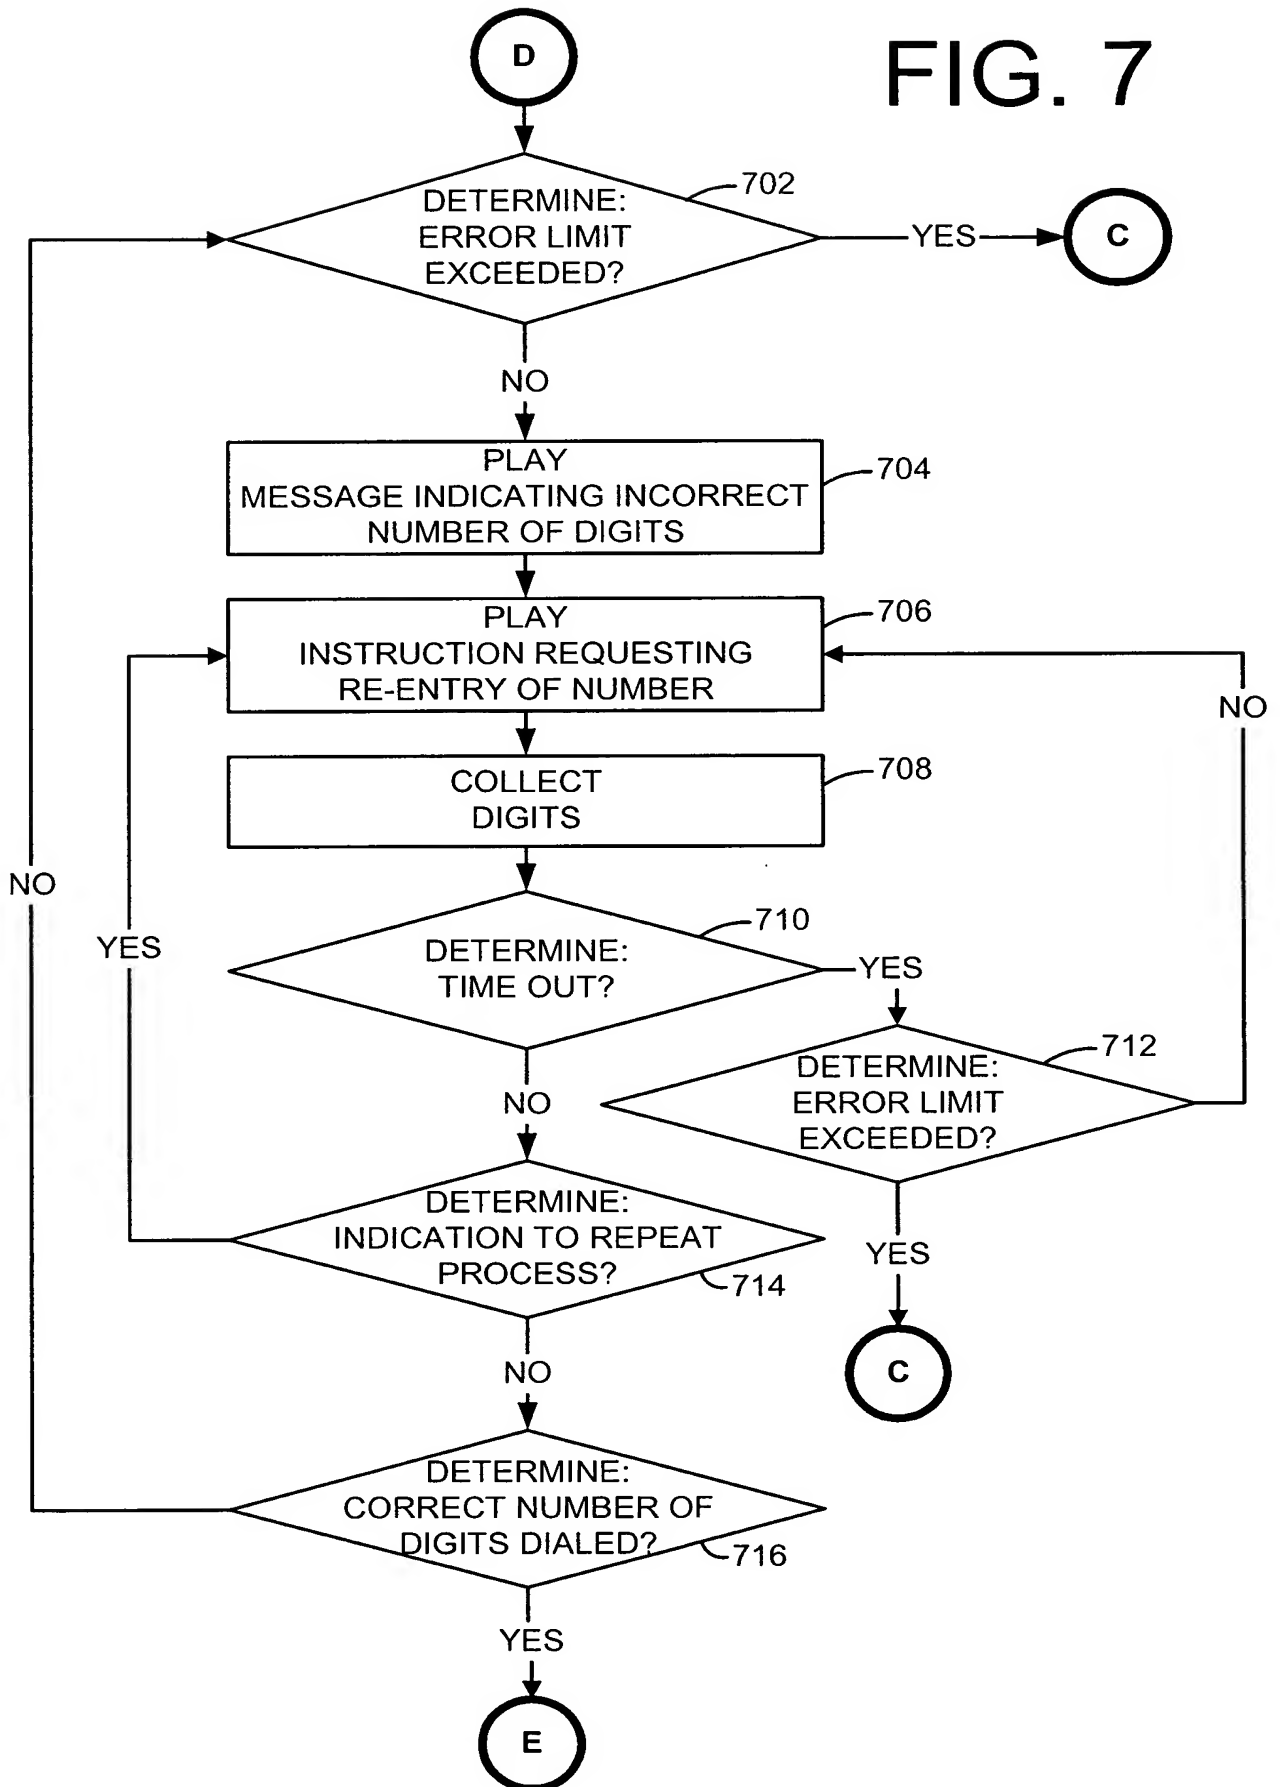 D
FIG. 7
702
DETERMINE:
ERROR LIMIT
EXCEEDED?
YES
C
NO
PLAY
MESSAGE INDICATING INCORRECT
NUMBER OF DIGITS
704
PLAY
INSTRUCTION REQUESTING
RE-ENTRY OF NUMBER
706
NO
COLLECT
DIGITS
708
NO
YES
710
DETERMINE:
TIME OUT?
YES
712
DETERMINE:
ERROR LIMIT
EXCEEDED?
NO
DETERMINE:
INDICATION TO REPEAT
PROCESS?
714
YES
C
NO
DETERMINE:
CORRECT NUMBER OF
DIGITS DIALED?
716
YES
E